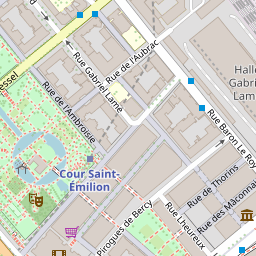 Rue de l'Aubrac
Halle
Gabri
Lam
Rue Gabriel Lamé
Rue de l'Ambroisie
Rue Baron Le Roy
Cour Saint-
Émilion
Rue de Thorins
Rue des Mâconnais
Pirogues de Bercy
Rue Lheureux